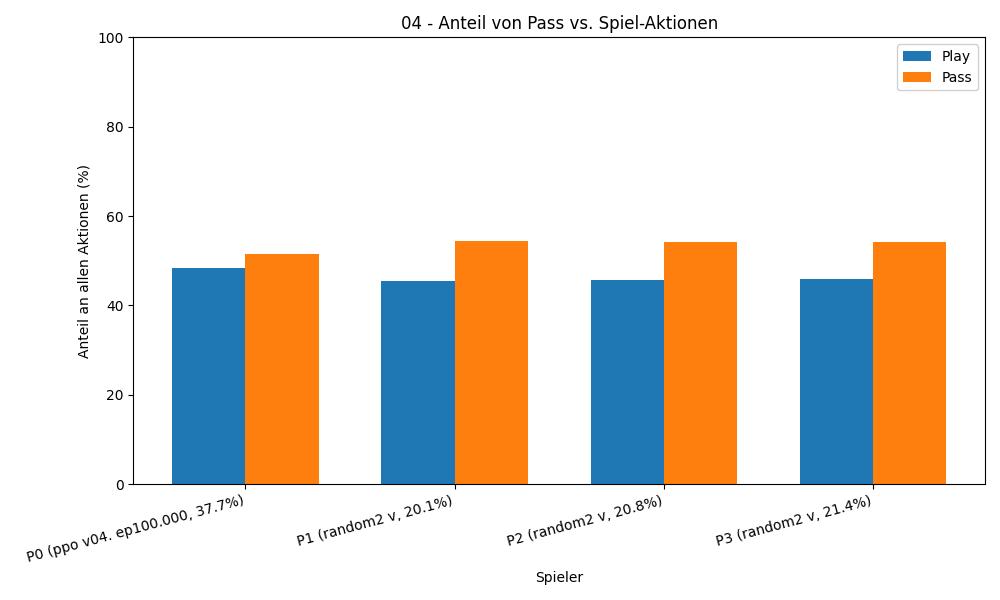 04 - Anteil von Pass vs. Spiel-Aktionen
Play
Pass
Anteil an allen Aktionen (%)
100
80
60
40
20
0
P0 (ppo v04. ep100.000, 37.7%)
P1 (random2 v, 20.1%)
P2 (random2 v, 20.8%)
P3 (random2 v, 21.4%)
Spieler